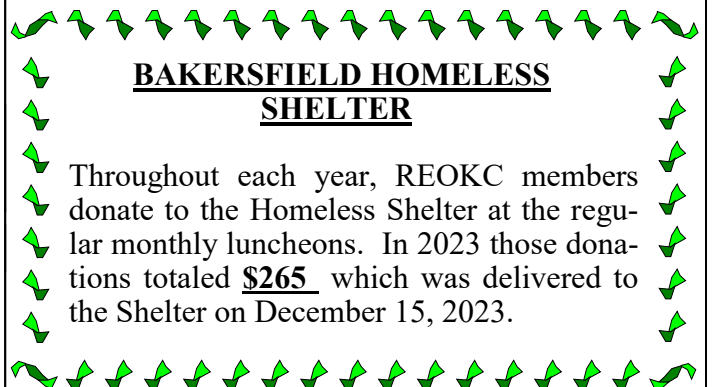 BAKERSFIELD HOMELESS
SHELTER
Throughout each year, REOKC members
donate to the Homeless Shelter at the regu-
lar monthly luncheons.  In 2023 those dona-
tions totaled $265  which was delivered to
the Shelter on December 15, 2023.